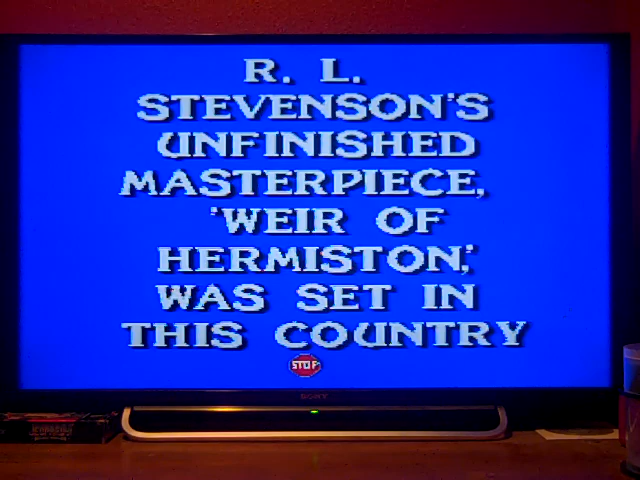 R. L.
STEVENSON'S
UNFINISHED
MASTERPIECE,
'WEIR OF
HERMISTON,'
WAS SET IN
THIS COUNTRY
STOP
SONY